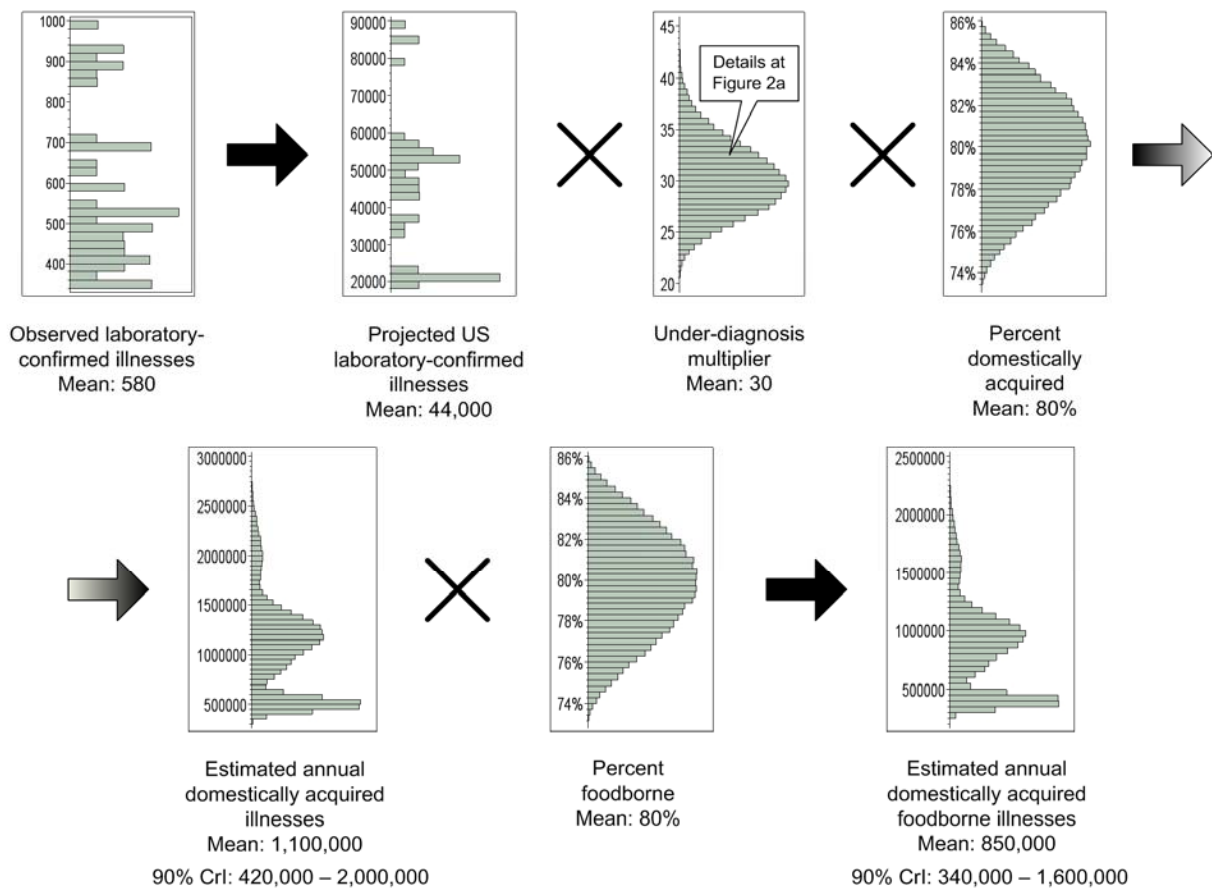 1000
900
800
700
600
500
400
Observed laboratory-
confirmed illnesses
Mean: 580
90000
80000
70000
60000
50000
40000
30000
20000
Projected US
laboratory-confirmed
illnesses
Mean: 44,000
45
40
35
30
25
20
Details at
Figure 2a
Under-diagnosis
multiplier
Mean: 30
86%
84%
82%
80%
78%
76%
74%
Percent
domestically
acquired
Mean: 80%
3000000
2500000
2000000
1500000
1000000
500000
Estimated annual
domestically acquired
illnesses
Mean: 1,100,000
90% CrI: 420,000 – 2,000,000
86%
84%
82%
80%
78%
76%
74%
Percent
foodborne
Mean: 80%
2500000
2000000
1500000
1000000
500000
Estimated annual
domestically acquired
foodborne illnesses
Mean: 850,000
90% CrI: 340,000 – 1,600,000